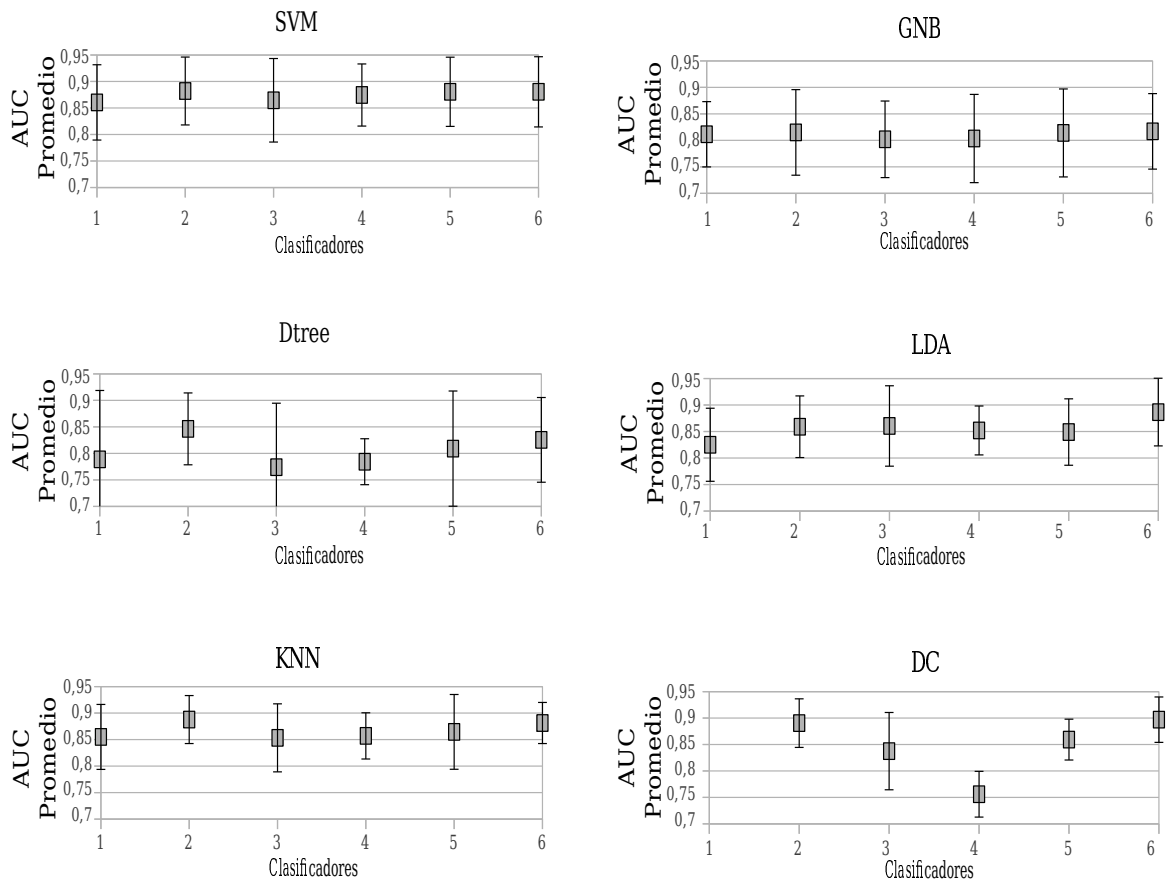 SVM
AUC
Promedio
0,95
0,9
0,85
0,8
0,75
0,7
1 2 3 4 5 6
Clasificadores
GNB
AUC
Promedio
0,95
0,9
0,85
0,8
0,75
0,7
1 2 3 4 5 6
Clasificadores
Dtree
AUC
Promedio
0,95
0,9
0,85
0,8
0,75
0,7
1 2 3 4 5 6
Clasificadores
LDA
AUC
Promedio
0,95
0,9
0,85
0,8
0,75
0,7
1 2 3 4 5 6
Clasificadores
KNN
AUC
Promedio
0,95
0,9
0,85
0,8
0,75
0,7
1 2 3 4 5 6
Clasificadores
DC
AUC
Promedio
0,95
0,9
0,85
0,8
0,75
0,7
1 2 3 4 5 6
Clasificadores